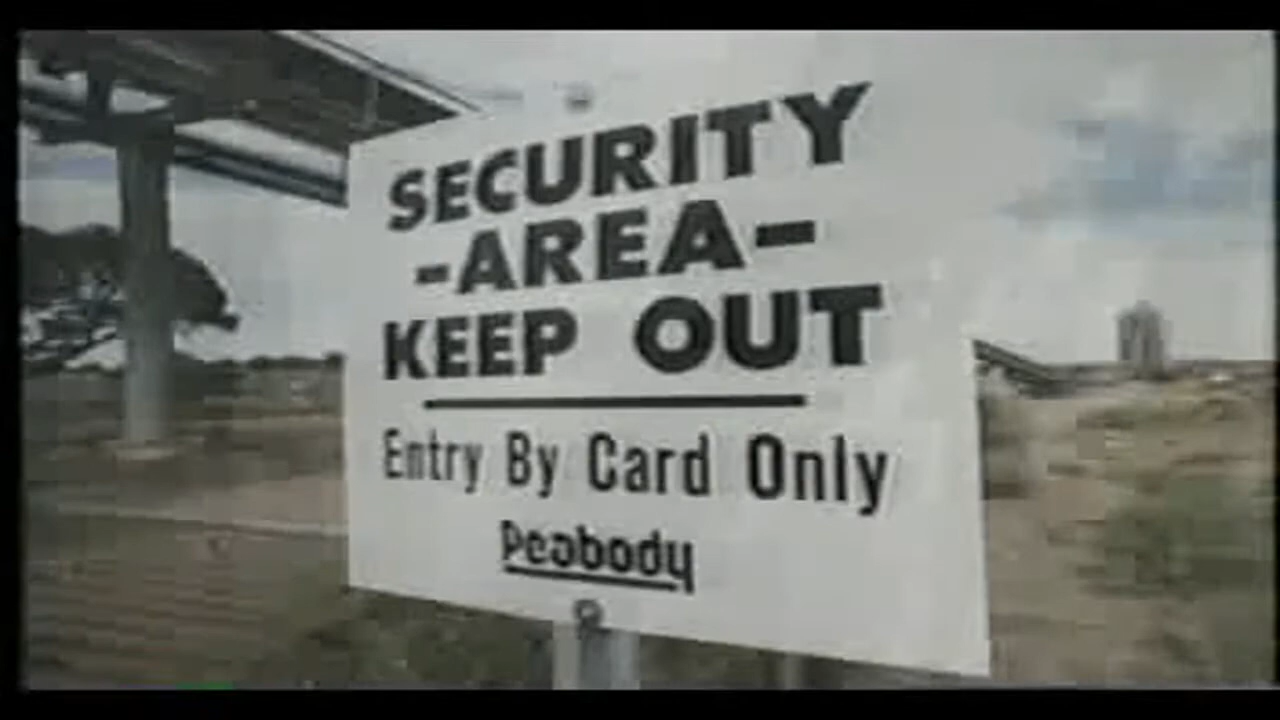 SECURITY
-AREA-
KEEP OUT
Entry By Card Only
Peabody